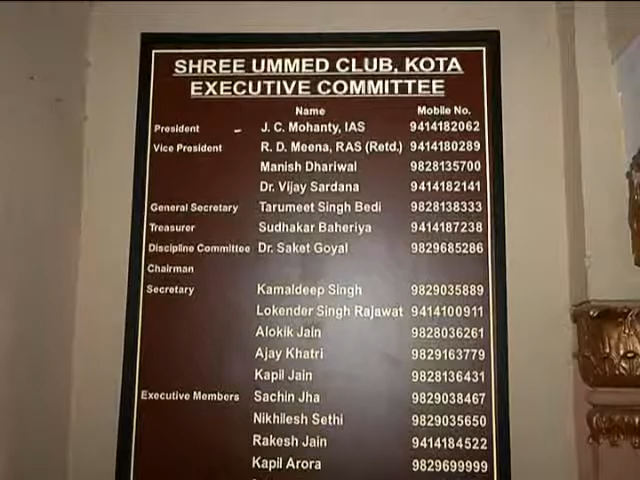 SHREE UMMED CLUB, KOTA
EXECUTIVE COMMITTEE
Name Mobile No.
President – J. C. Mohanty, IAS 9414182062
Vice President R. D. Meena, RAS (Retd.) 9414180289
Manish Dhariwal 9828135700
Dr. Vijay Sardana 9414182141
General Secretary Tarumeet Singh Bedi 9828138333
Treasurer Sudhakar Baheriya 9414187238
Discipline Committee Dr. Saket Goyal 9829685286
Chairman
Secretary Kamaldeep Singh 9829035889
Lokender Singh Rajawat 9414100911
Alokik Jain 9828036261
Ajay Khatri 9829163779
Kapil Jain 9828136431
Executive Members Sachin Jha 9829038467
Nikhilesh Sethi 9829035650
Rakesh Jain 9414184522
Kapil Arora 9829699999